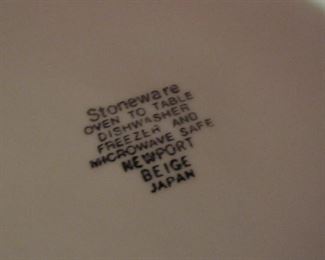 Stoneware
OVEN TO TABLE
DISHWASHER
FREEZER AND
MICROWAVE SAFE
NEWPORT
BEIGE
JAPAN